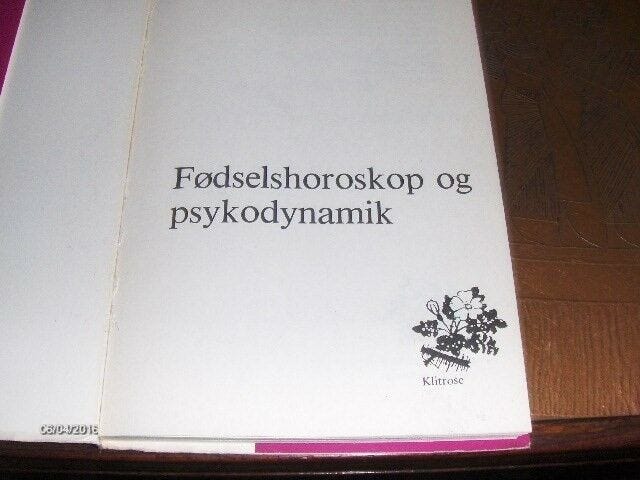 Fødselshoroskop og
psykodynamik
Klitrose
06/04/2016